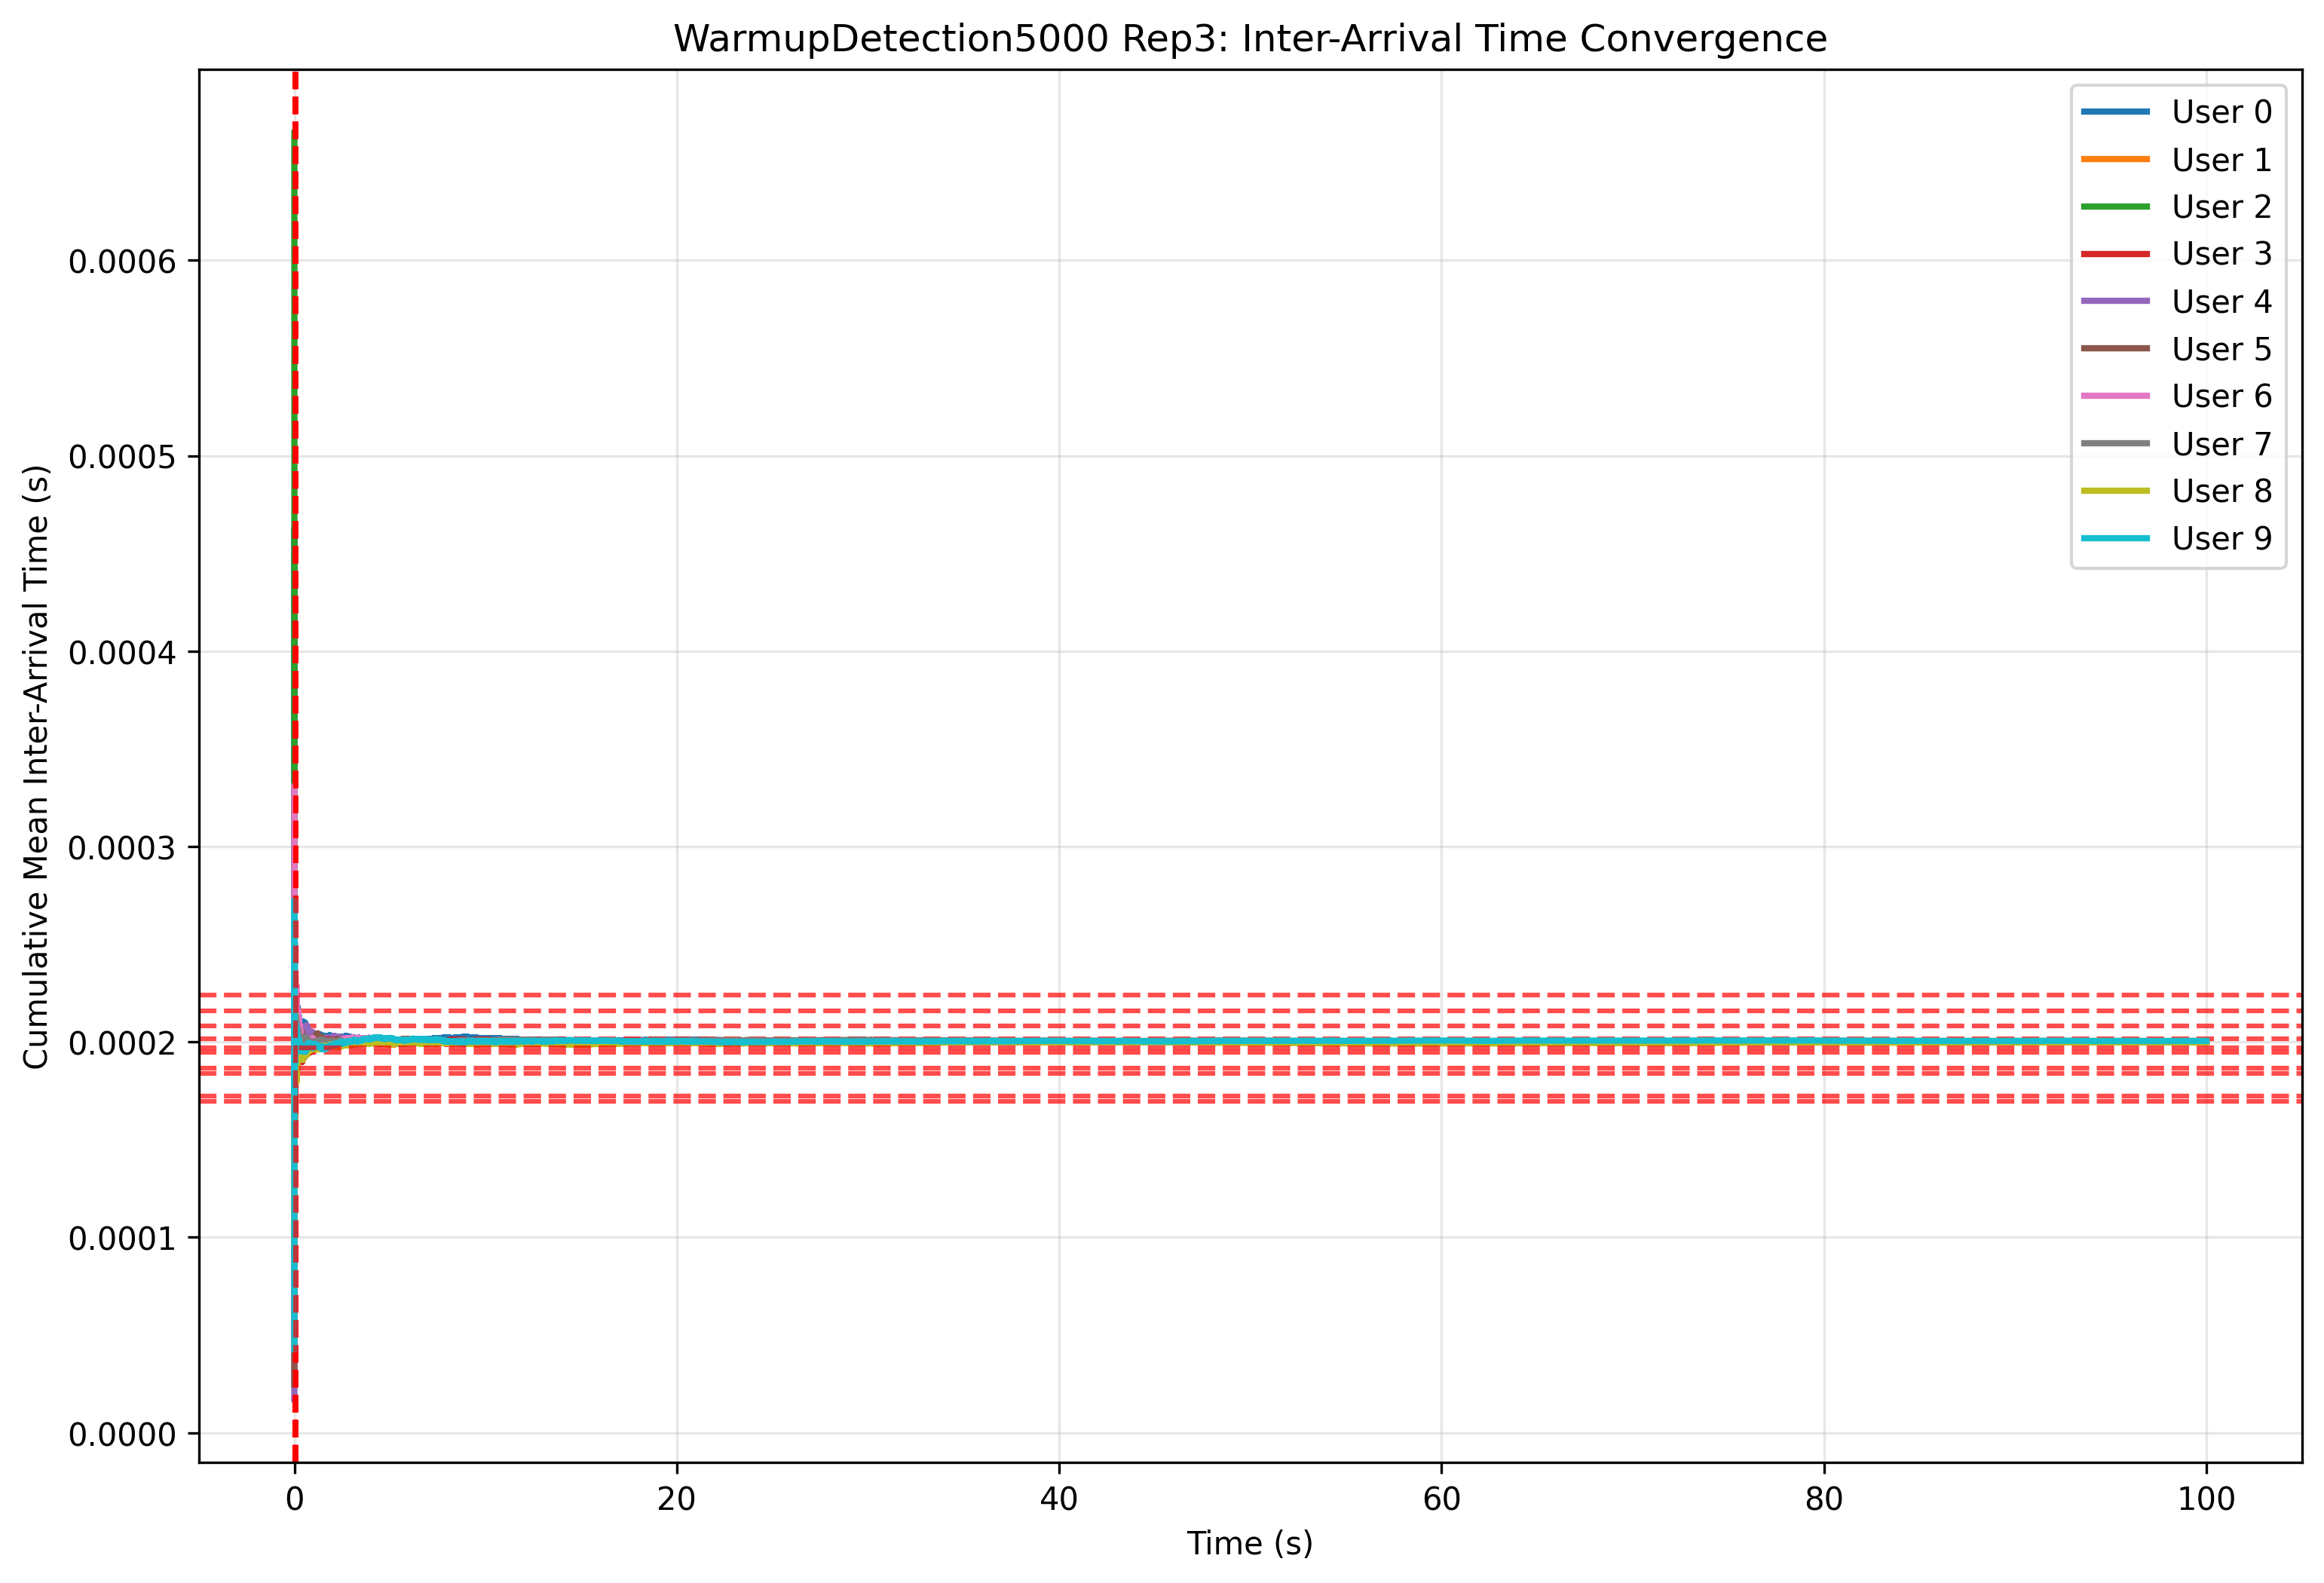 WarmupDetection5000 Rep3: Inter-Arrival Time Convergence
Cumulative Mean Inter-Arrival Time (s)
0.0006
0.0005
0.0004
0.0003
0.0002
0.0001
0.0000
User 0
User 1
User 2
User 3
User 4
User 5
User 6
User 7
User 8
User 9
0 20 40 60 80 100
Time (s)